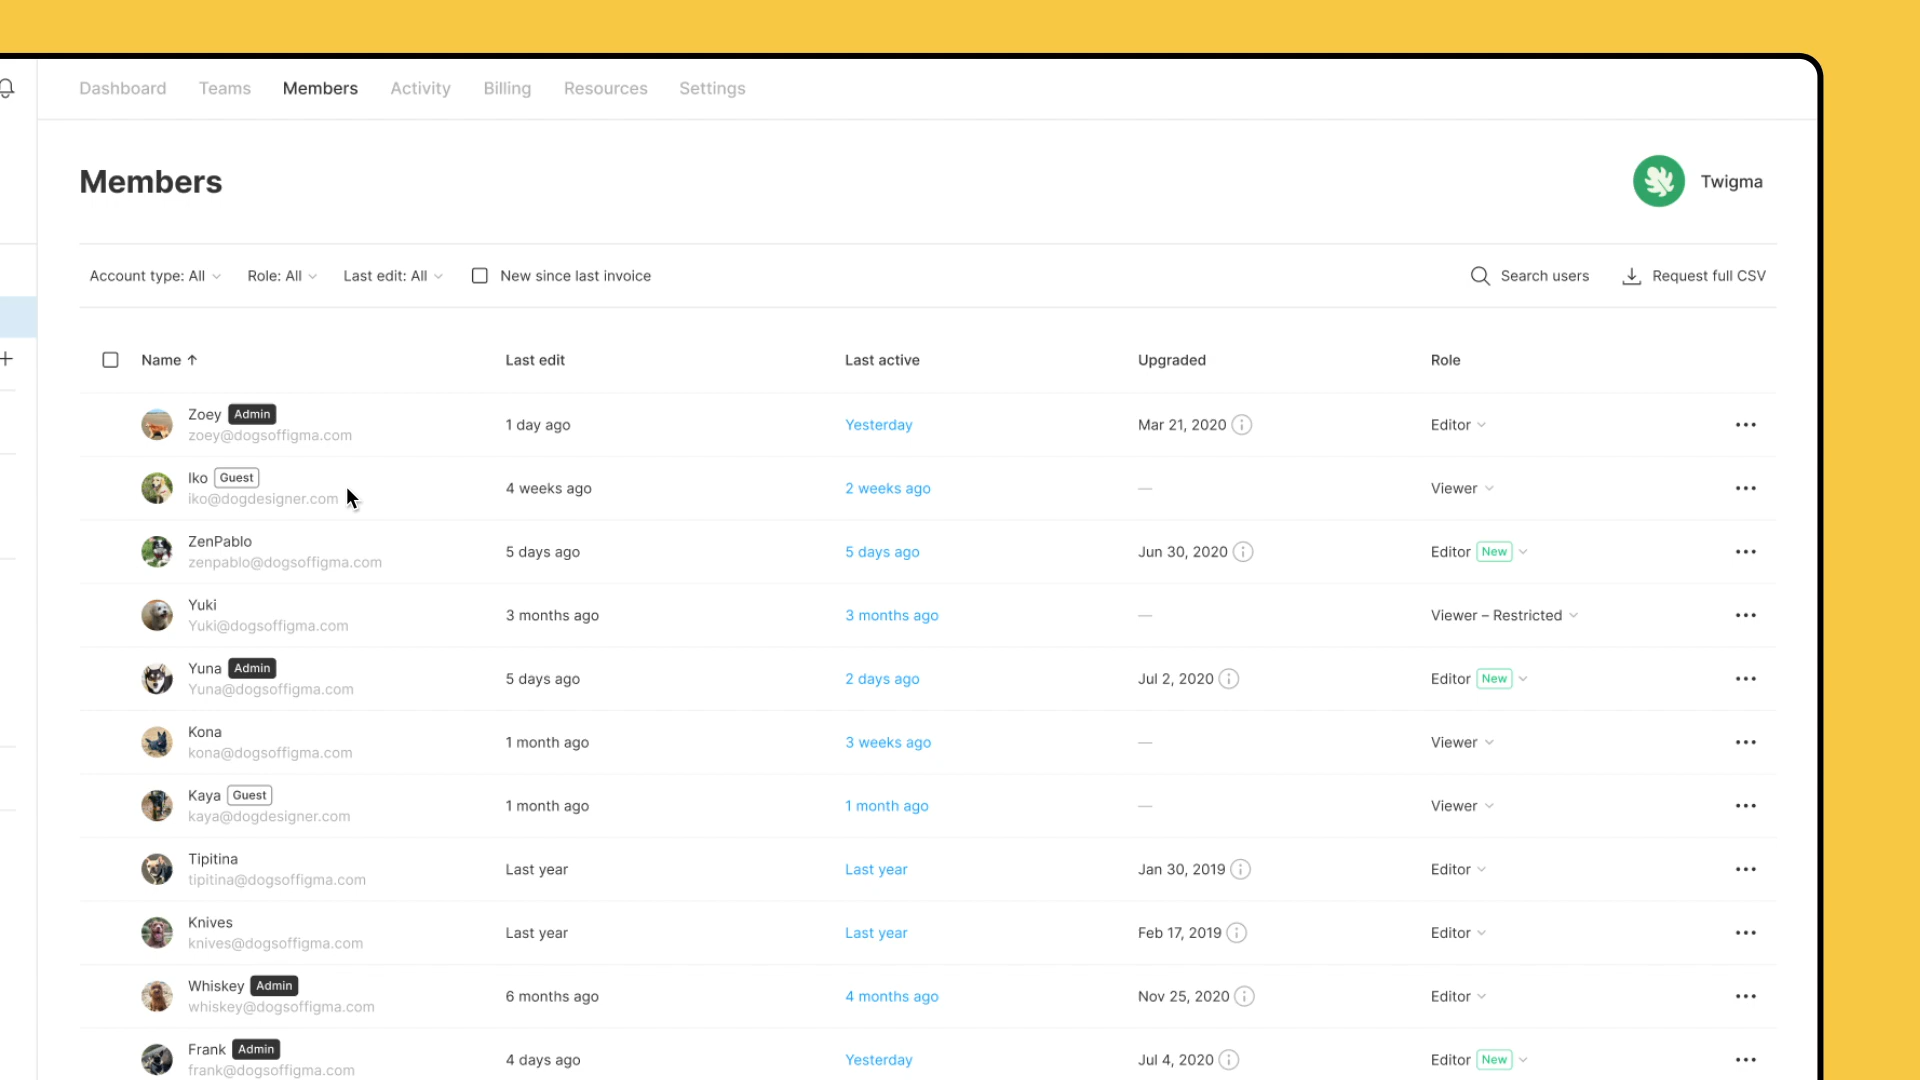 Dashboard Teams Members Activity Billing Resources Settings
Members
Twigma
Account type: All Role: All Last edit: All New since last invoice Search users Request full CSV
Name ↑ Last edit Last active Upgraded Role
Zoey Admin
zoey@dogsoffigma.com
1 day ago Yesterday Mar 21, 2020 Editor
Iko Guest
iko@dogdesigner.com
4 weeks ago 2 weeks ago — Viewer
ZenPablo
zenpablo@dogsoffigma.com
5 days ago 5 days ago Jun 30, 2020 Editor New
Yuki
Yuki@dogsoffigma.com
3 months ago 3 months ago — Viewer – Restricted
Yuna Admin
Yuna@dogsoffigma.com
5 days ago 2 days ago Jul 2, 2020 Editor New
Kona
kona@dogsoffigma.com
1 month ago 3 weeks ago — Viewer
Kaya Guest
kaya@dogdesigner.com
1 month ago 1 month ago — Viewer
Tipitina
tipitina@dogsoffigma.com
Last year Last year Jan 30, 2019 Editor
Knives
knives@dogsoffigma.com
Last year Last year Feb 17, 2019 Editor
Whiskey Admin
whiskey@dogsoffigma.com
6 months ago 4 months ago Nov 25, 2020 Editor
Frank Admin
frank@dogsoffigma.com
4 days ago Yesterday Jul 4, 2020 Editor New